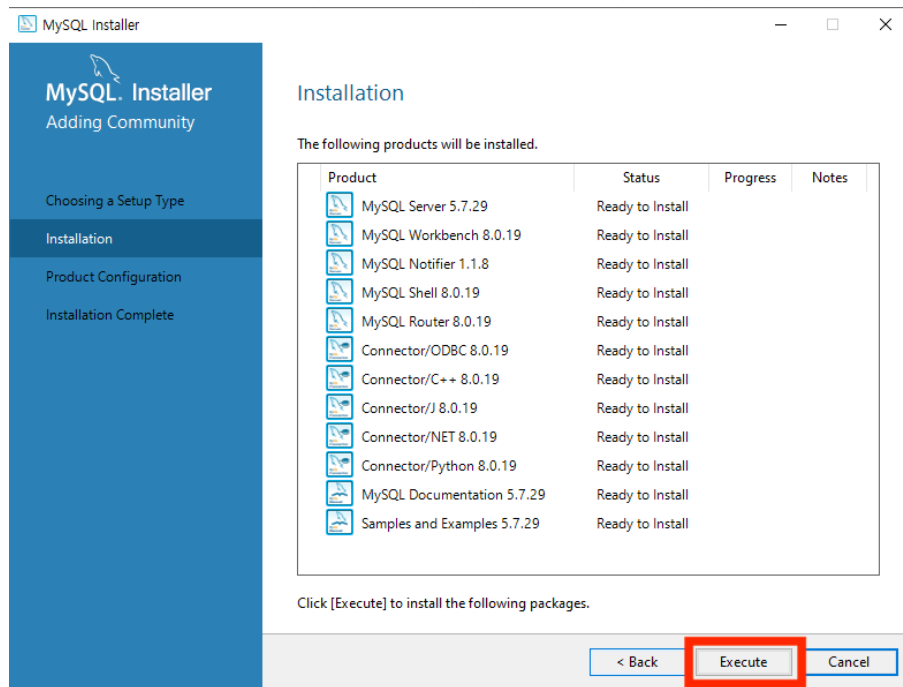 MySQL Installer
MySQL. Installer
Adding Community
Choosing a Setup Type
Installation
Product Configuration
Installation Complete
Installation
The following products will be installed.
Product Status Progress Notes
MySQL Server 5.7.29 Ready to Install
MySQL Workbench 8.0.19 Ready to Install
MySQL Notifier 1.1.8 Ready to Install
MySQL Shell 8.0.19 Ready to Install
MySQL Router 8.0.19 Ready to Install
Connector/ODBC 8.0.19 Ready to Install
Connector/C++ 8.0.19 Ready to Install
Connector/J 8.0.19 Ready to Install
Connector/NET 8.0.19 Ready to Install
Connector/Python 8.0.19 Ready to Install
MySQL Documentation 5.7.29 Ready to Install
Samples and Examples 5.7.29 Ready to Install
Click [Execute] to install the following packages.
< Back Execute Cancel